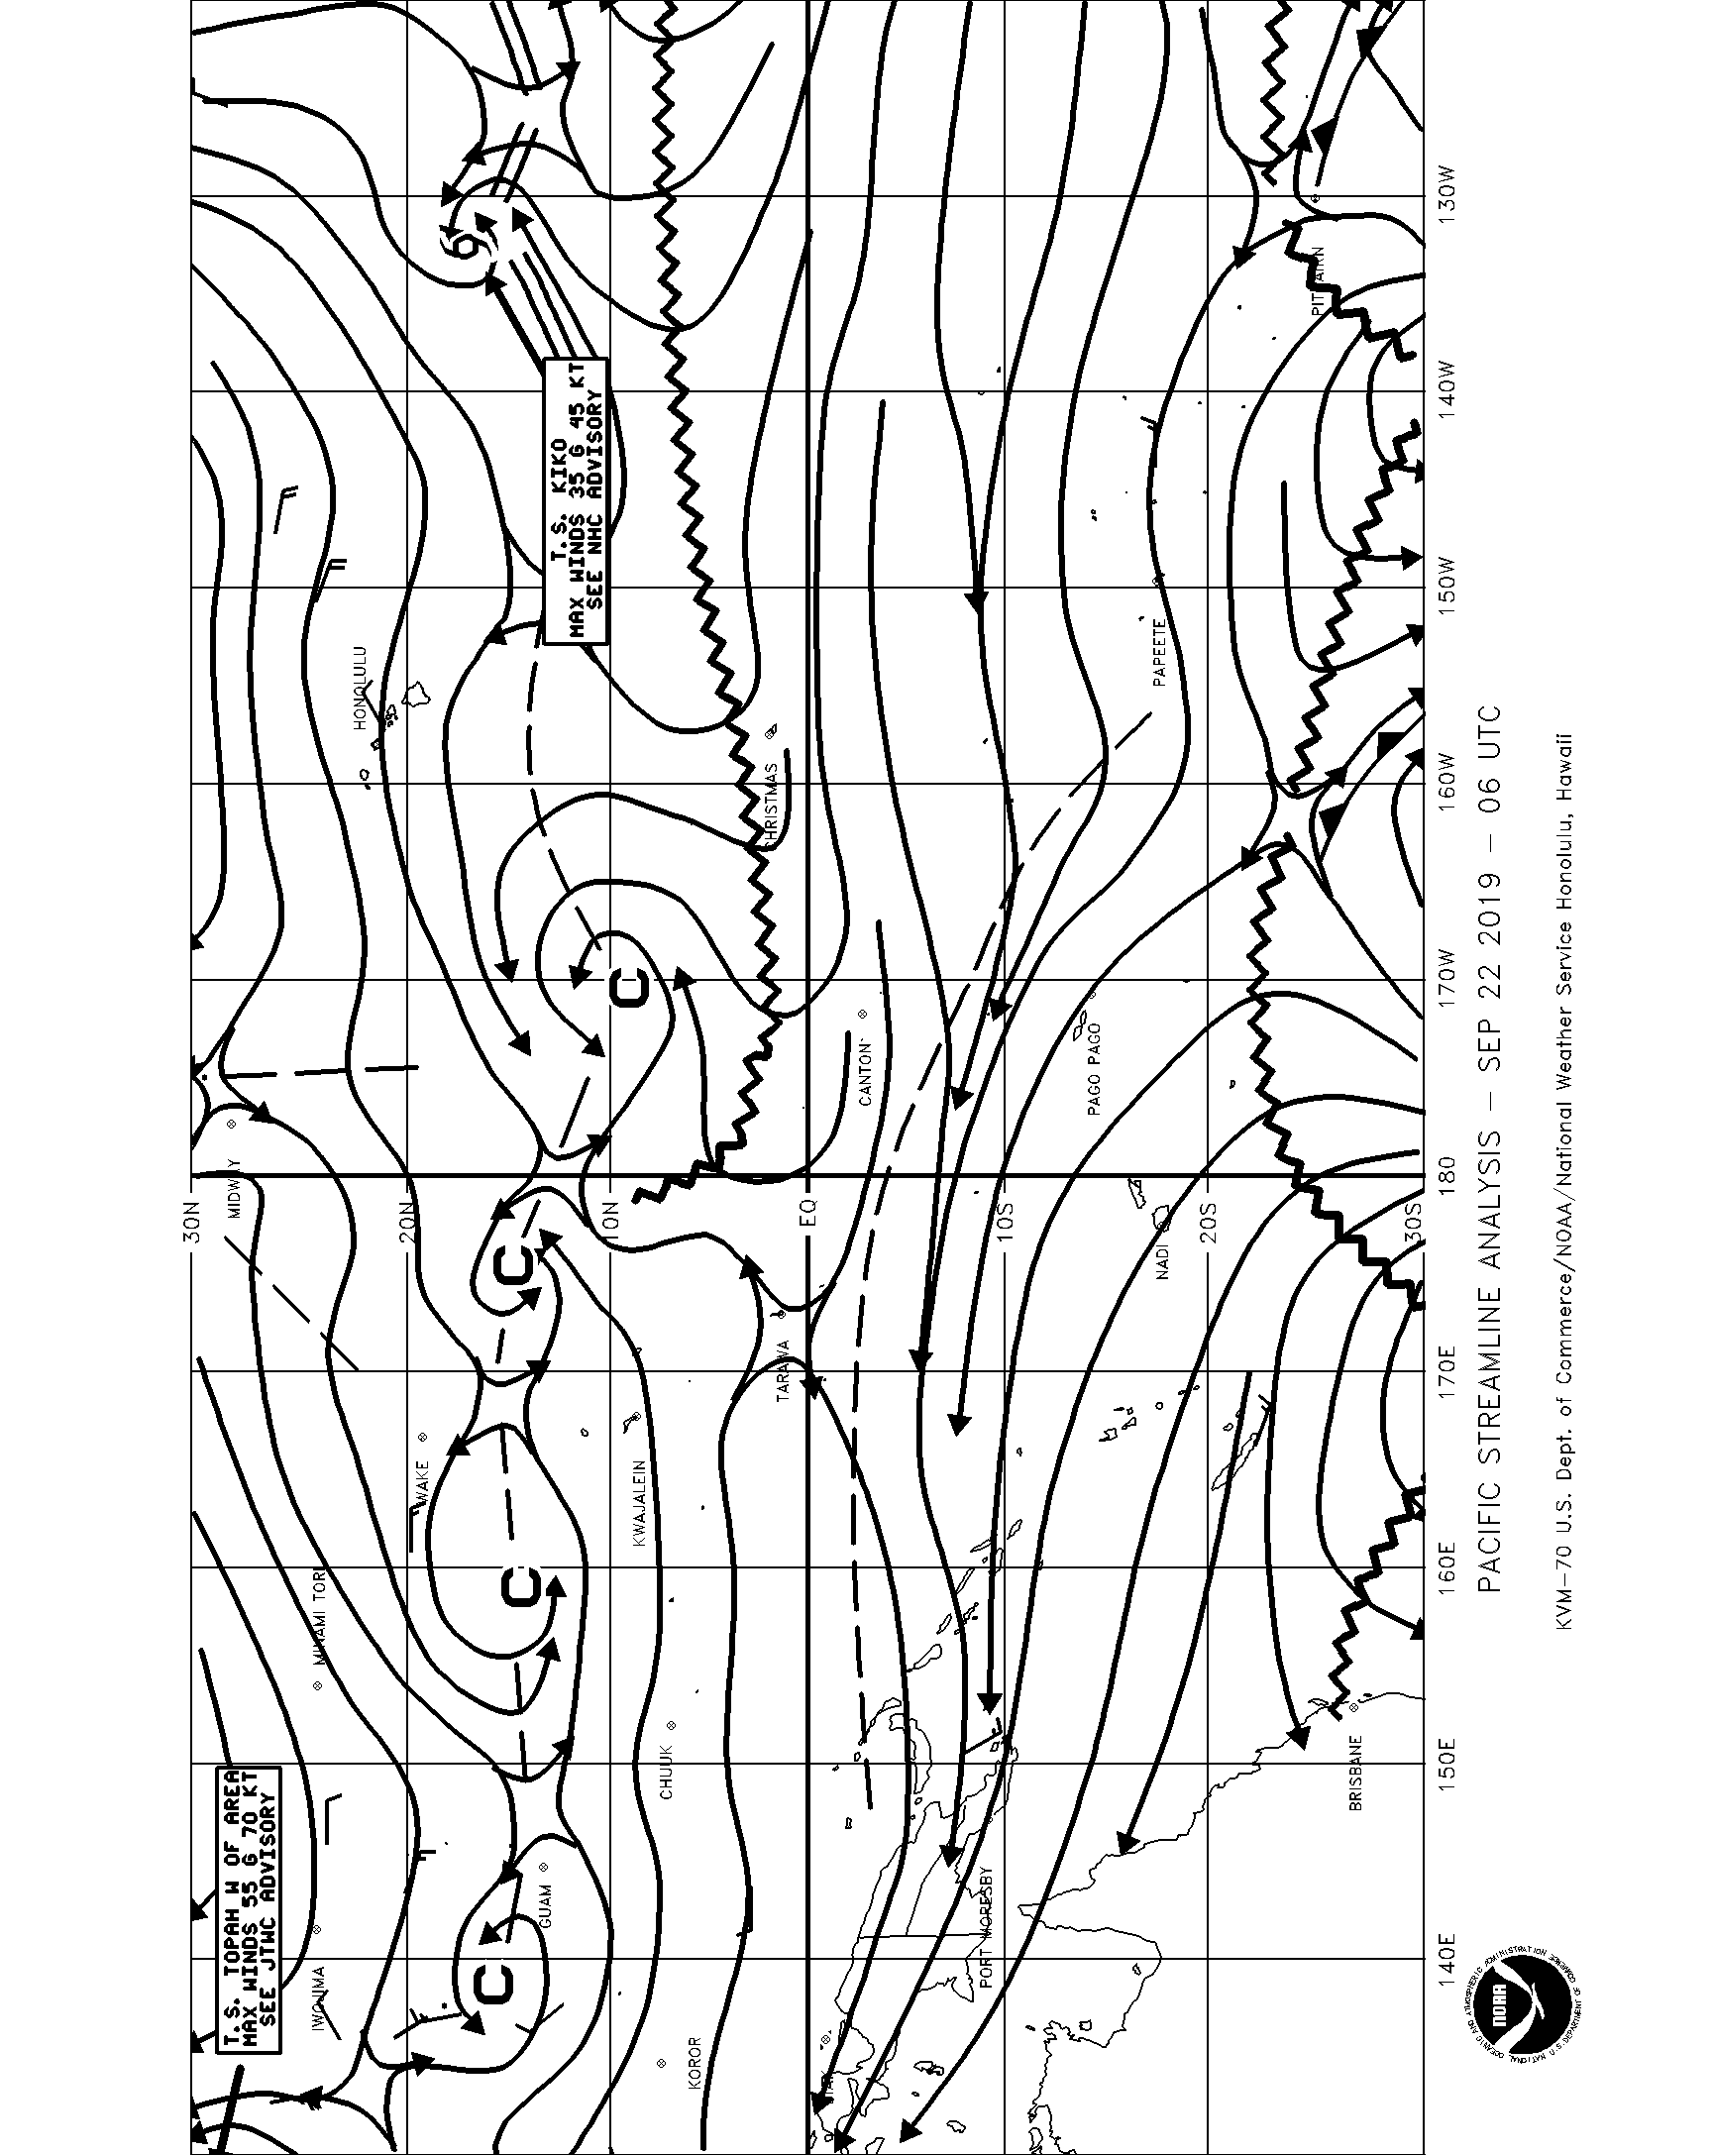 T.S. TOPAH W OF AREA
MAX WINDS 55 G 70 KT
SEE JTWC ADVISORY
T.S. KIKO
MAX WINDS 35 G 45 KT
SEE NHC ADVISORY
C
C
C
C
30N
20N
10N
EQ
10S
20S
30S
IWOJIMA
MINAMI TORI
MIDWAY
HONOLULU
WAKE
GUAM
KWAJALEIN
CHUUK
KOROR
TARAWA
CHRISTMAS
CANTON
PORT MORESBY
PAGO PAGO
NADI
PAPEETE
PITCAIRN
BRISBANE
140E
150E
160E
170E
180
170W
160W
150W
140W
130W
PACIFIC STREAMLINE ANALYSIS - SEP 22 2019 - 06 UTC
KVM-70 U.S. Dept. of Commerce/NOAA/National Weather Service Honolulu, Hawaii
NOAA
NATIONAL OCEANIC AND ATMOSPHERIC ADMINISTRATION
U.S. DEPARTMENT OF COMMERCE